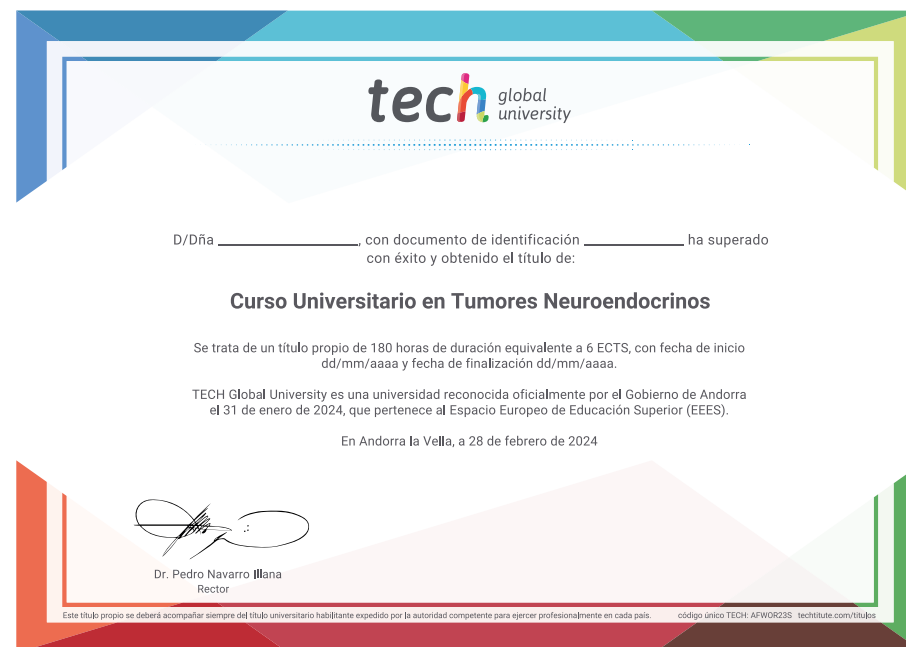 tech global university
D/Dña ______________, con documento de identificación __________ ha superado
con éxito y obtenido el título de:
Curso Universitario en Tumores Neuroendocrinos
Se trata de un título propio de 180 horas de duración equivalente a 6 ECTS, con fecha de inicio
dd/mm/aaaa y fecha de finalización dd/mm/aaaa.
TECH Global University es una universidad reconocida oficialmente por el Gobierno de Andorra
el 31 de enero de 2024, que pertenece al Espacio Europeo de Educación Superior (EEES).
En Andorra la Vella, a 28 de febrero de 2024
Dr. Pedro Navarro Illana
Rector
Este título propio se deberá acompañar siempre del título universitario habilitante expedido por la autoridad competente para ejercer profesionalmente en cada país. código único TECH: AFWOR23S techtitute.com/titulos